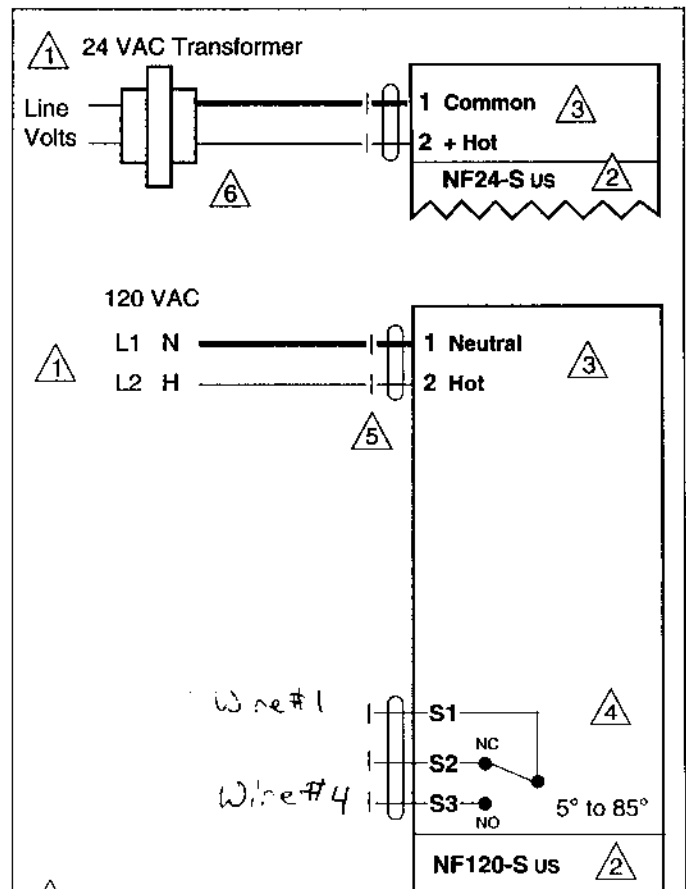 1 24 VAC Transformer
Line
Volts
1 Common
3
2 + Hot
NF24-S US
2
6
120 VAC
L1 N
1 Neutral
1
3
L2 H
2 Hot
5
Wire #1
S1
4
NC
S2
Wire #4
S3
5° to 85°
NO
NF120-S US
2